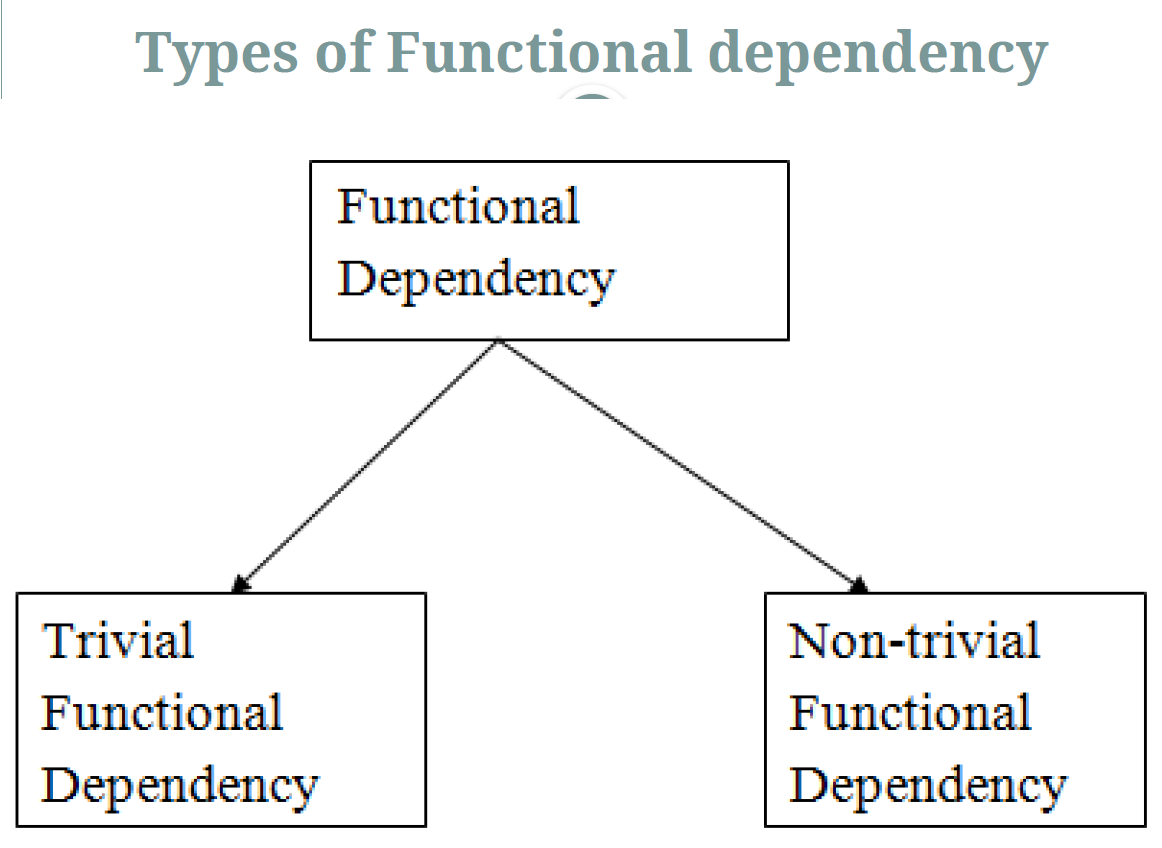 Types of Functional dependency
Functional
Dependency
Trivial
Functional
Dependency
Non-trivial
Functional
Dependency